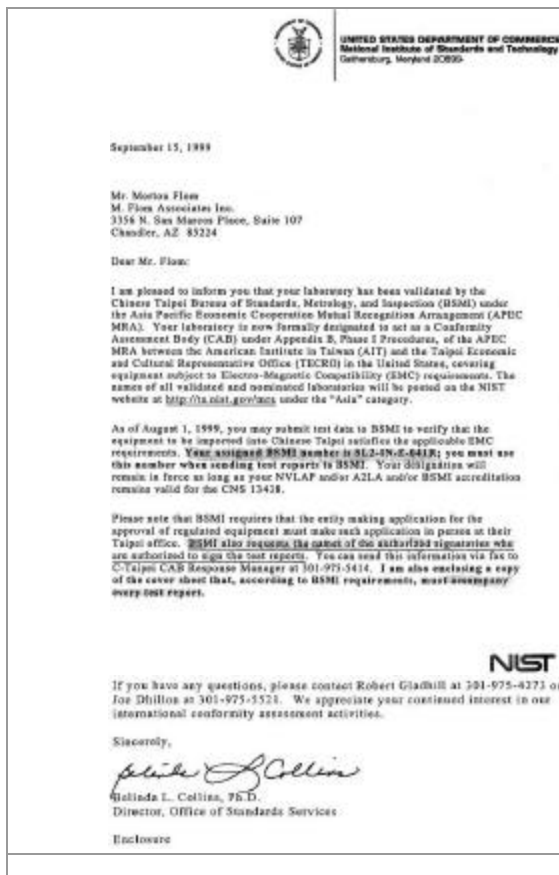 UNITED STATES DEPARTMENT OF COMMERCE
National Institute of Standards and Technology
Gaithersburg, Maryland 20899-
September 15, 1999
Mr. Morton Flom
M. Flom Associates Inc.
3356 N. San Marcos Place, Suite 107
Chandler, AZ 85224
Dear Mr. Flom:
I am pleased to inform you that your laboratory has been validated by the
Chinese Taipei Bureau of Standards, Metrology, and Inspection (BSMI) under
the Asia Pacific Economic Cooperation Mutual Recognition Arrangement (APEC
MRA). Your laboratory is now formally designated to act as a Conformity
Assessment Body (CAB) under Appendix B, Phase I Procedures, of the APEC
MRA between the American Institute in Taiwan (AIT) and the Taipei Economic
and Cultural Representative Office (TECRO) in the United States, covering
equipment subject to Electro-Magnetic Compatibility (EMC) requirements. The
names of all validated and nominated laboratories will be posted on the NIST
website at http://ts.nist.gov/mra under the "Asia" category.
As of August 1, 1999, you may submit test data to BSMI to verify that the
equipment to be imported into Chinese Taipei satisfies the applicable EMC
requirements. Your assigned BSMI number is SL2-IN-E-041R; you must use
this number when sending test reports to BSMI. Your designation will
remain in force as long as your NVLAP and/or A2LA and/or BSMI accreditation
remains valid for the CNS 13438.
Please note that BSMI requires that the entity making application for the
approval of regulated equipment must make such application in person at their
Taipei office. BSMI also requests the names of the authorized signatories who
are authorized to sign the test reports. You can send this information via fax to
C-Taipei CAB Response Manager at 301-975-5414. I am also enclosing a copy
of the cover sheet that, according to BSMI requirements, must accompany
every test report.
NIST
If you have any questions, please contact Robert Gladhill at 301-975-4273 or
Joe Dhillon at 301-975-5521. We appreciate your continued interest in our
international conformity assessment activities.
Sincerely,
Belinda L. Collins
Belinda L. Collins, Ph.D.
Director, Office of Standards Services
Enclosure